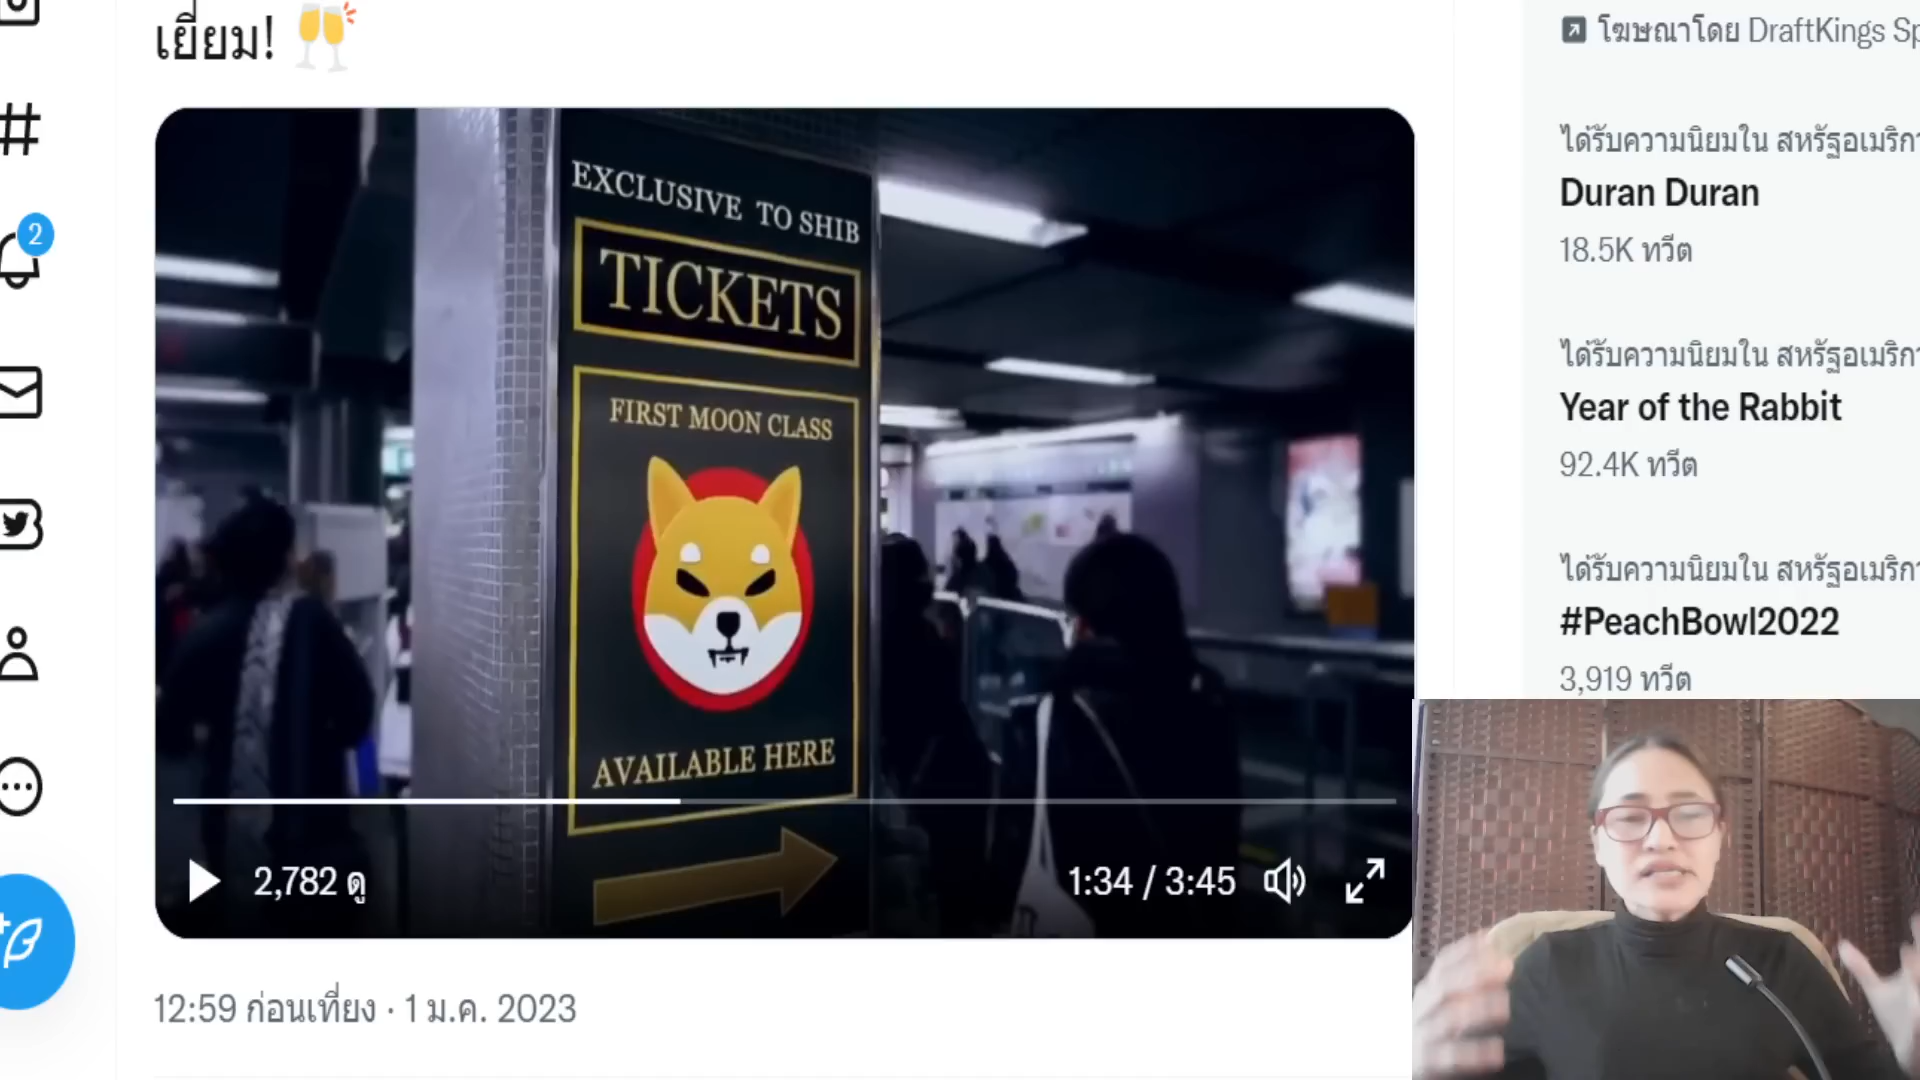 เยี่ยม!
EXCLUSIVE TO SHIB
TICKETS
FIRST MOON CLASS
AVAILABLE HERE
2,782 ดู
1:34 / 3:45
12:59 ก่อนเที่ยง · 1 ม.ค. 2023
2
โฆษณาโดย DraftKings Sp
ได้รับความนิยมใน สหรัฐอเมริกา
Duran Duran
18.5K ทวีต
ได้รับความนิยมใน สหรัฐอเมริกา
Year of the Rabbit
92.4K ทวีต
ได้รับความนิยมใน สหรัฐอเมริกา
#PeachBowl2022
3,919 ทวีต